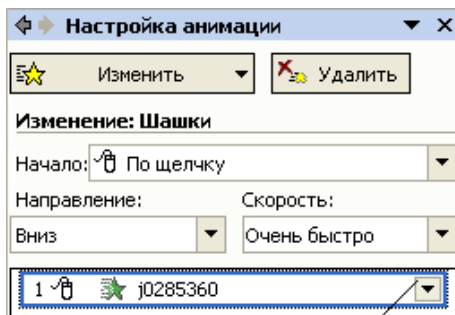 Настройка анимации
Изменить Удалить
Изменение: Шашки
Начало: По щелчку
Направление: Скорость:
Вниз Очень быстро
1 j0285360